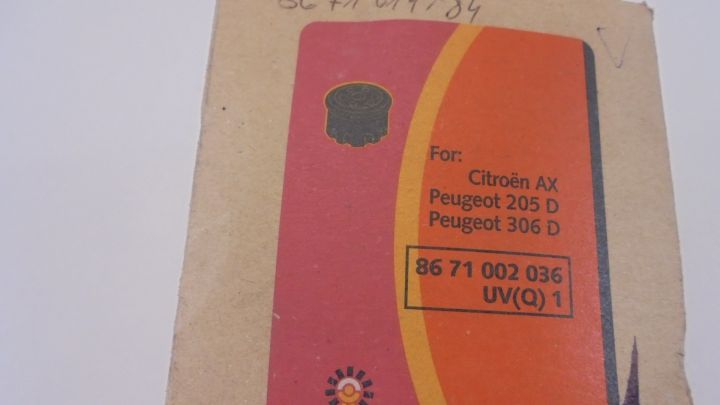 For:
Citroën AX
Peugeot 205 D
Peugeot 306 D
86 71 002 036
UV(Q) 1